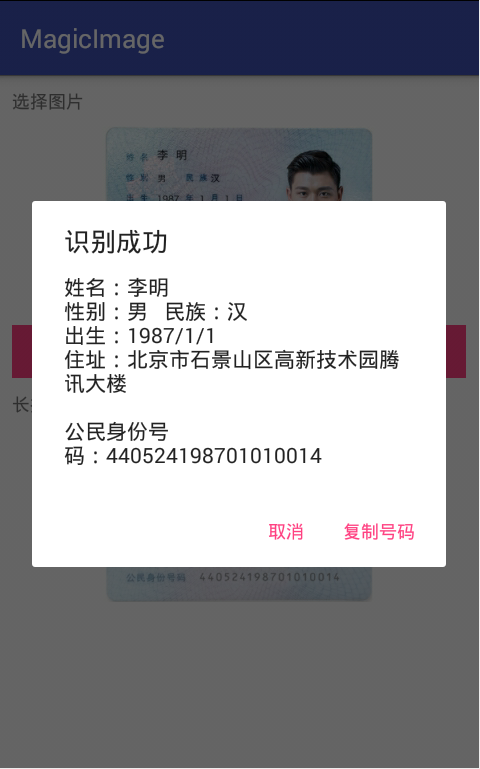 MagicImage
选择图片
姓名 李明
性别 男 民族 汉
出生 1987 年 1 月 1 日
识别成功
姓名：李明
性别：男 民族：汉
出生：1987/1/1
住址：北京市石景山区高新技术园腾
讯大楼
长
公民身份号
码：440524198701010014
取消 复制号码
公民身份号码 440524198701010014